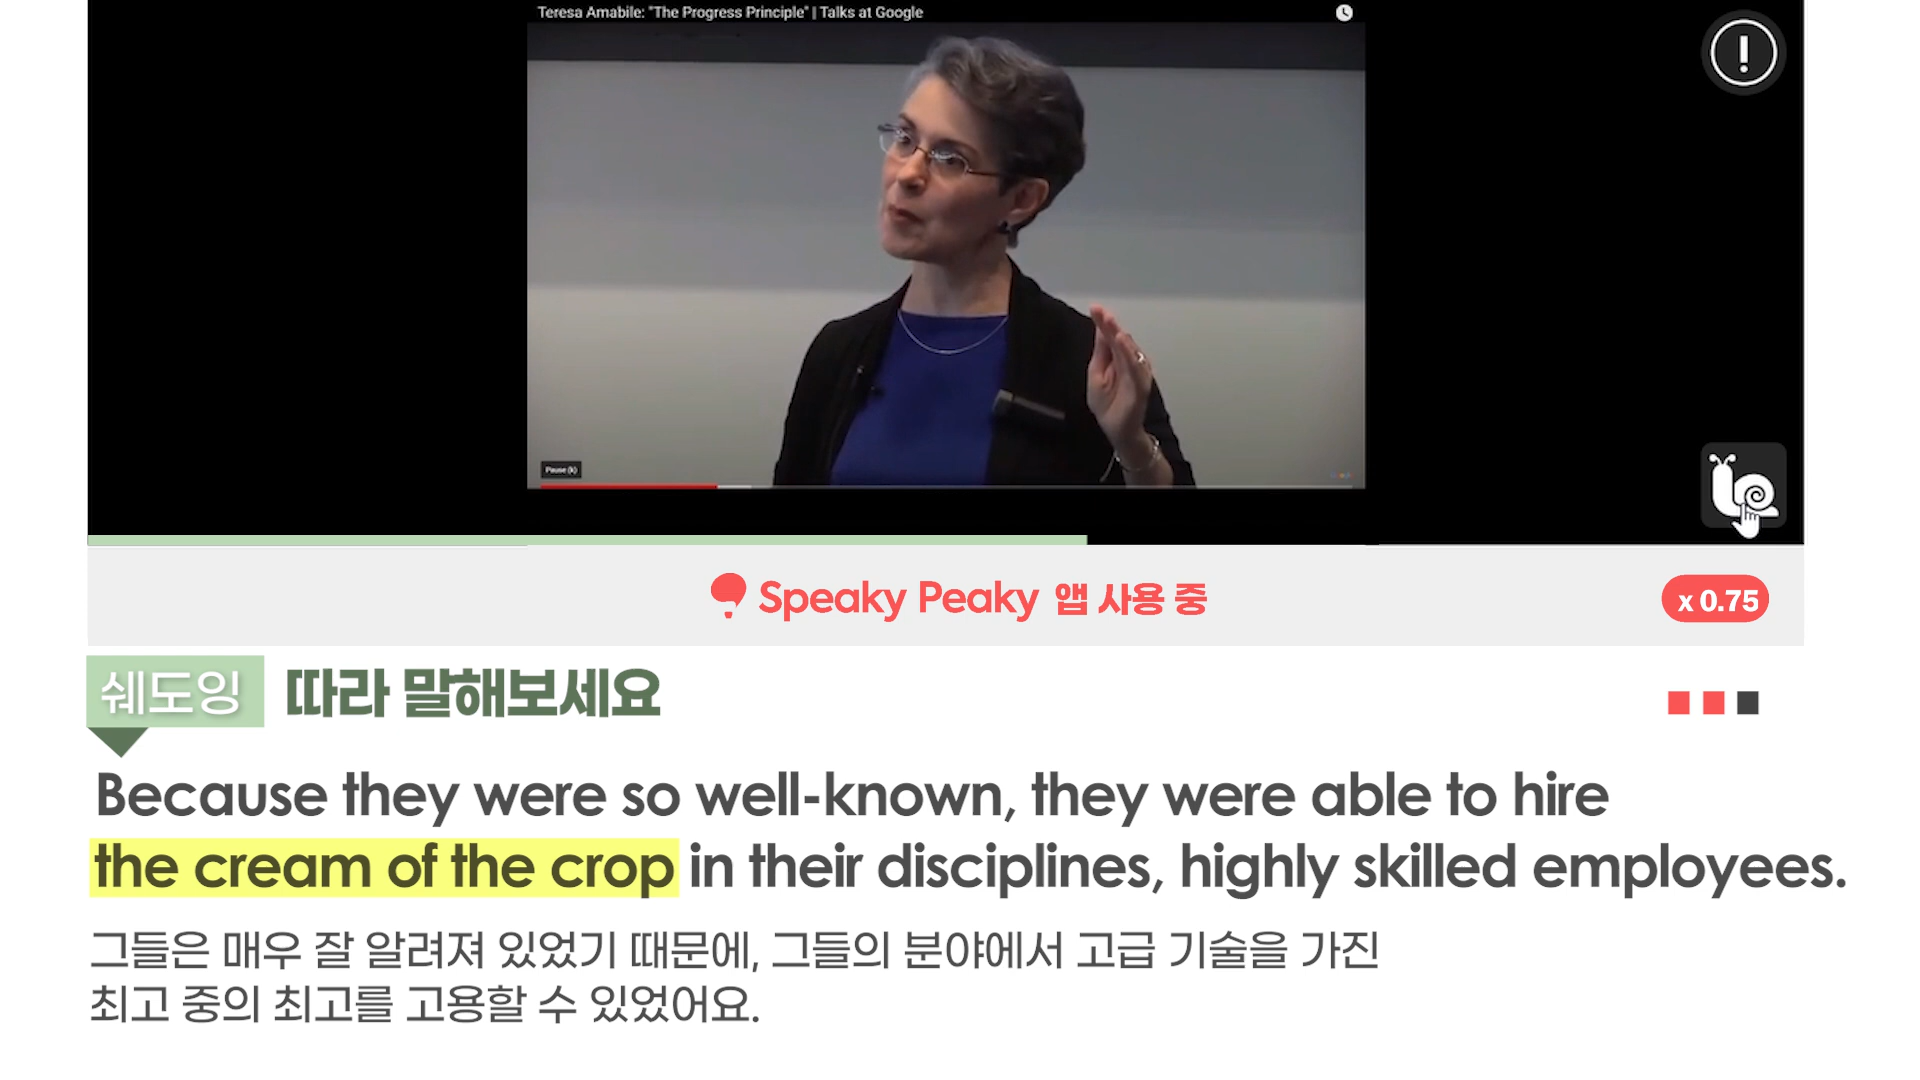 Teresa Amabile: "The Progress Principle" | Talks at Google
Pause (k)
Speaky Peaky 앱 사용 중
x 0.75
쉐도잉
따라 말해보세요
Because they were so well-known, they were able to hire
the cream of the crop in their disciplines, highly skilled employees.
그들은 매우 잘 알려져 있었기 때문에, 그들의 분야에서 고급 기술을 가진
최고 중의 최고를 고용할 수 있었어요.